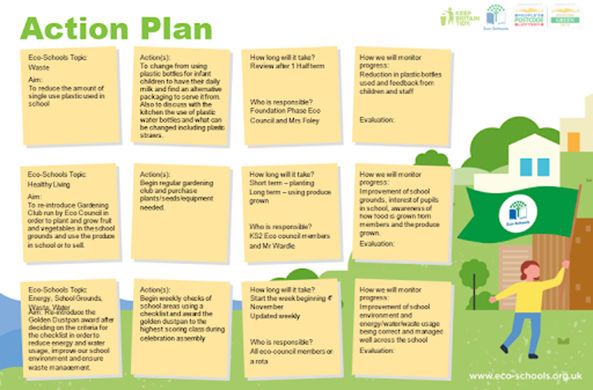 Action Plan
KEEP
BRITAIN
TIDY
Eco-Schools
PEOPLE'S
POSTCODE
LOTTERY
GREEN
Eco-Schools Topic:
Waste
Aim:
To reduce the amount of
single use plastic used in
school
Action(s):
To change from using
plastic bottles for infant
children to have their daily
milk and find an alternative
packaging to serve it from.
Also to discuss with the
kitchen the use of plastic
water bottles and what can
be changed including plastic
straws.
How long will it take?
Review after 1 Half term
Who is responsible?
Foundation Phase Eco
Council and Mrs Foley
How we will monitor
progress:
Reduction in plastic bottles
used and feedback from
children and staff
Evaluation:
Eco-Schools Topic:
Healthy Living
Aim:
To re-introduce Gardening
Club run by Eco Council in
order to plant and grow fruit
and vegetables in the school
grounds and use the produce
in school or to sell.
Action(s):
Begin regular gardening
club and purchase
plants/seeds/equipment
needed.
How long will it take?
Short term – planting
Long term – using produce
grown
Who is responsible?
KS2 Eco council members
and Mr Wardle
How we will monitor
progress:
Improvement of school
grounds, interest of pupils
in school, awareness of
how food is grown from
members and the produce
grown.
Evaluation:
Eco-Schools
Eco-Schools Topic:
Energy, School Grounds,
Waste, Water
Aim: Re-introduce the
Golden Dustpan award after
deciding on the criteria for
the checklist in order to
reduce energy and water
usage, improve our school
environment and ensure
waste management.
Action(s):
Begin weekly checks of
school areas using a
checklist and award the
golden dustpan to the
highest scoring class during
celebration assembly
How long will it take?
Start the week beginning
November
Updated weekly
Who is responsible?
All eco-council members on
a rota
How we will monitor
progress:
Improvement of school
environment and
energy/water/waste usage
being correct and managed
well across the school
Evaluation:
www.eco-schools.org.uk